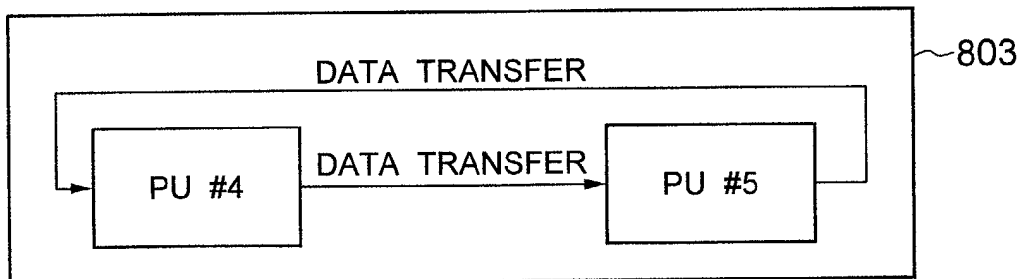 803
DATA TRANSFER
DATA TRANSFER
PU #4
PU #5